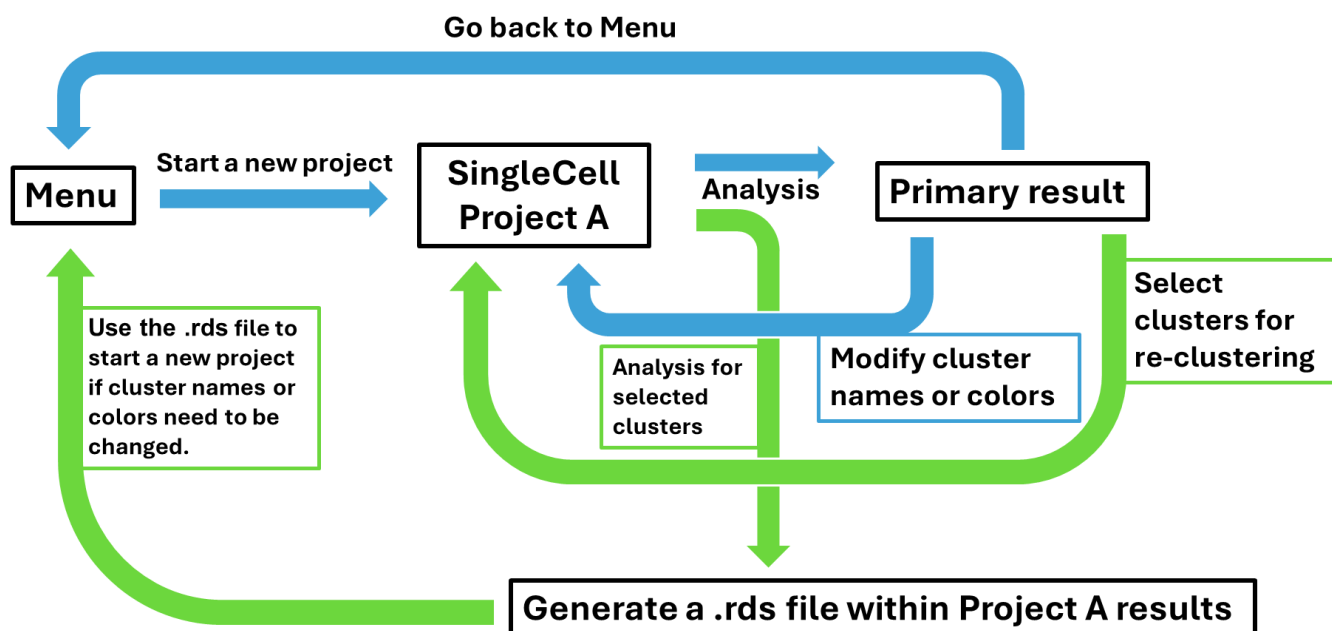 Go back to Menu
Start a new project
Menu
SingleCell
Project A
Analysis
Primary result
Use the .rds file to
start a new project
if cluster names or
colors need to be
changed.
Analysis for
selected
clusters
Modify cluster
names or colors
Select
clusters for
re-clustering
Generate a .rds file within Project A results